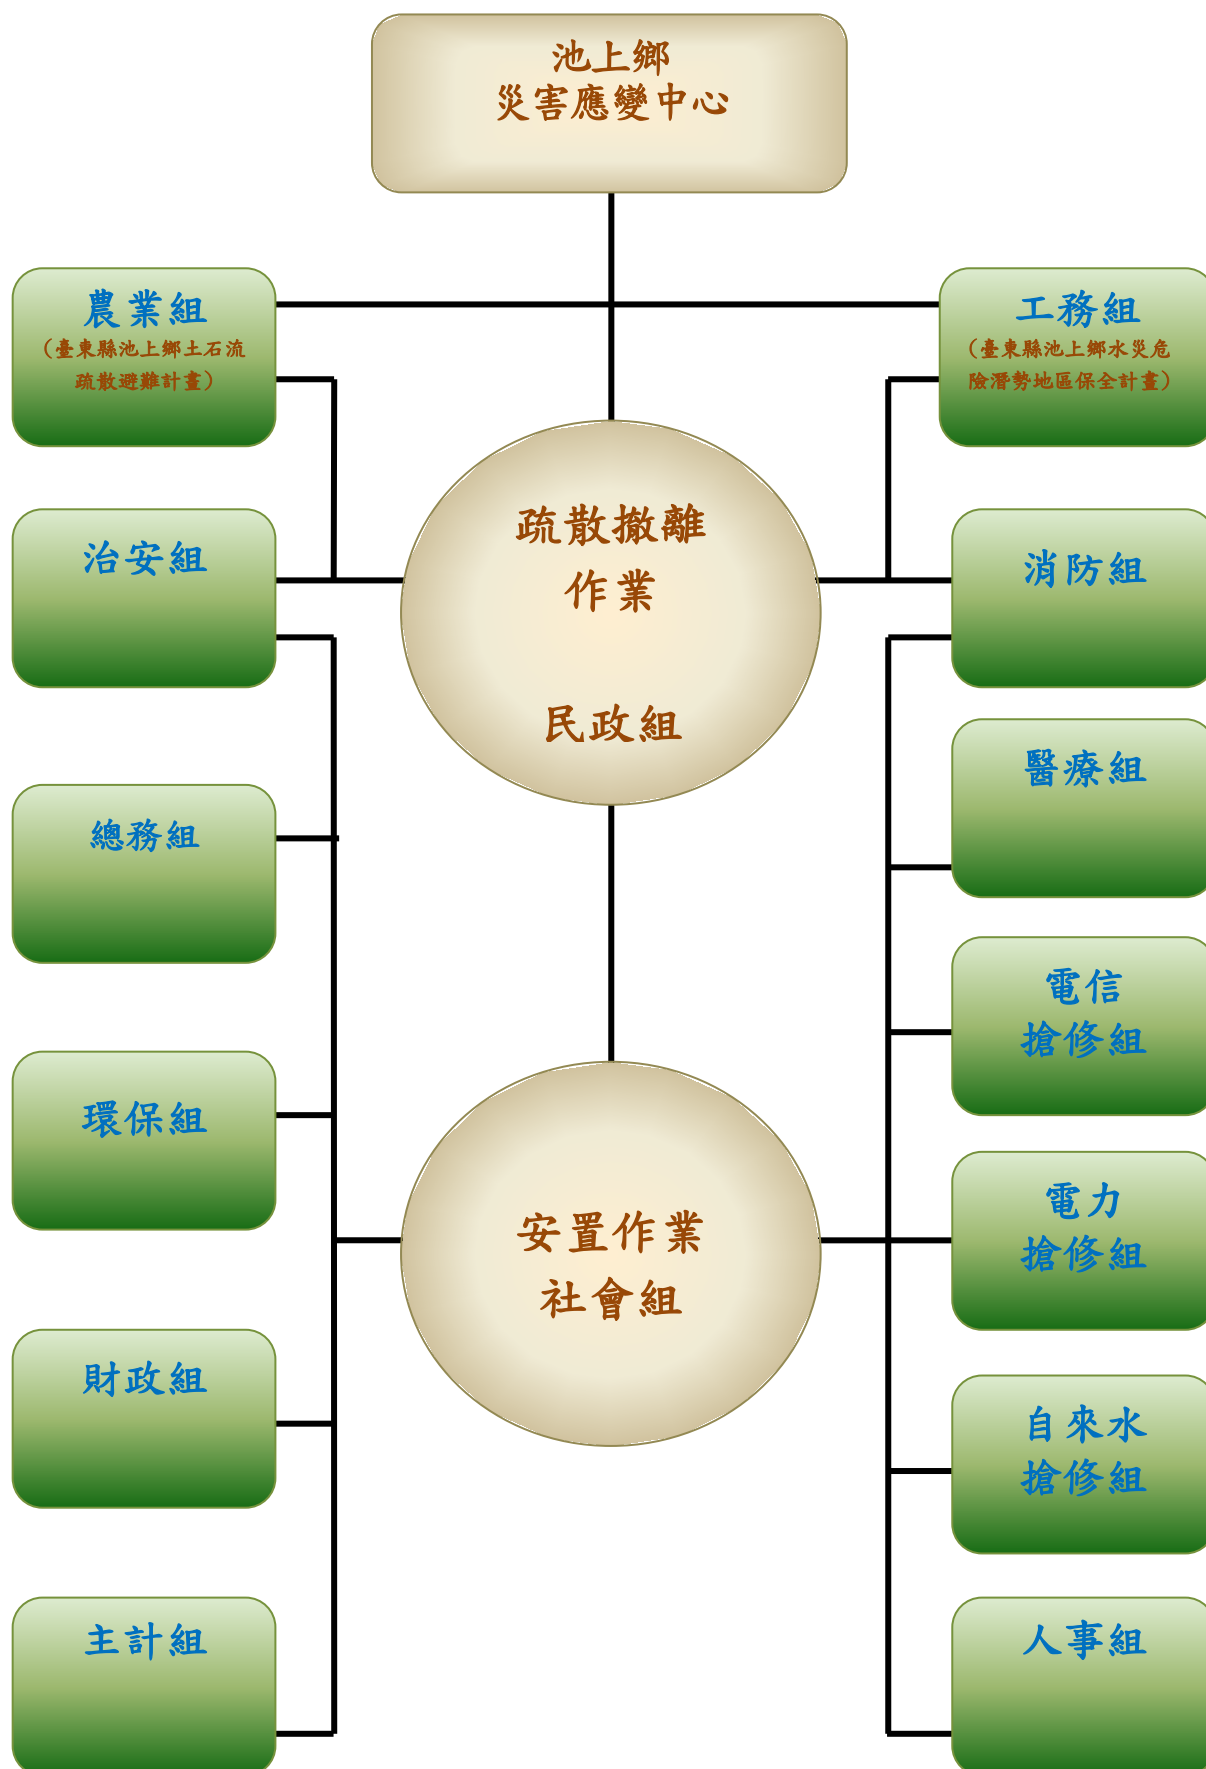 池上鄉
災害應變中心
農業組
（臺東縣池上鄉土石流
疏散避難計畫）
工務組
（臺東縣池上鄉水災危
險潛勢地區保全計畫）
疏散撤離
作業
民政組
治安組
消防組
醫療組
總務組
電信
搶修組
環保組
電力
搶修組
安置作業
社會組
財政組
自來水
搶修組
主計組
人事組